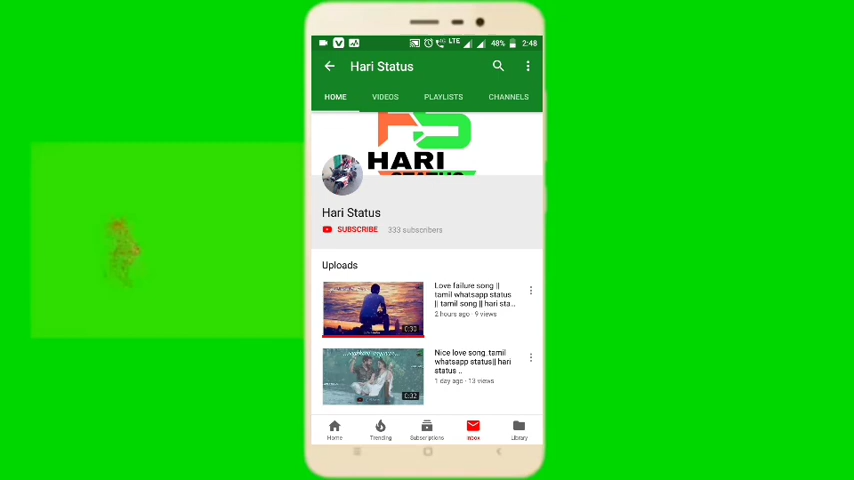 LTE 48% 2:48
Hari Status
HOME VIDEOS PLAYLISTS CHANNELS
HARI
STATUS
Hari Status
SUBSCRIBE 333 subscribers
Uploads
Love failure song ||
tamil whatsapp status
|| tamil song || hari sta..
2 hours ago · 9 views
0:30
Nice love song_tamil
whatsapp status|| hari
status ..
1 day ago · 13 views
0:32
Home Trending Subscriptions Inbox Library